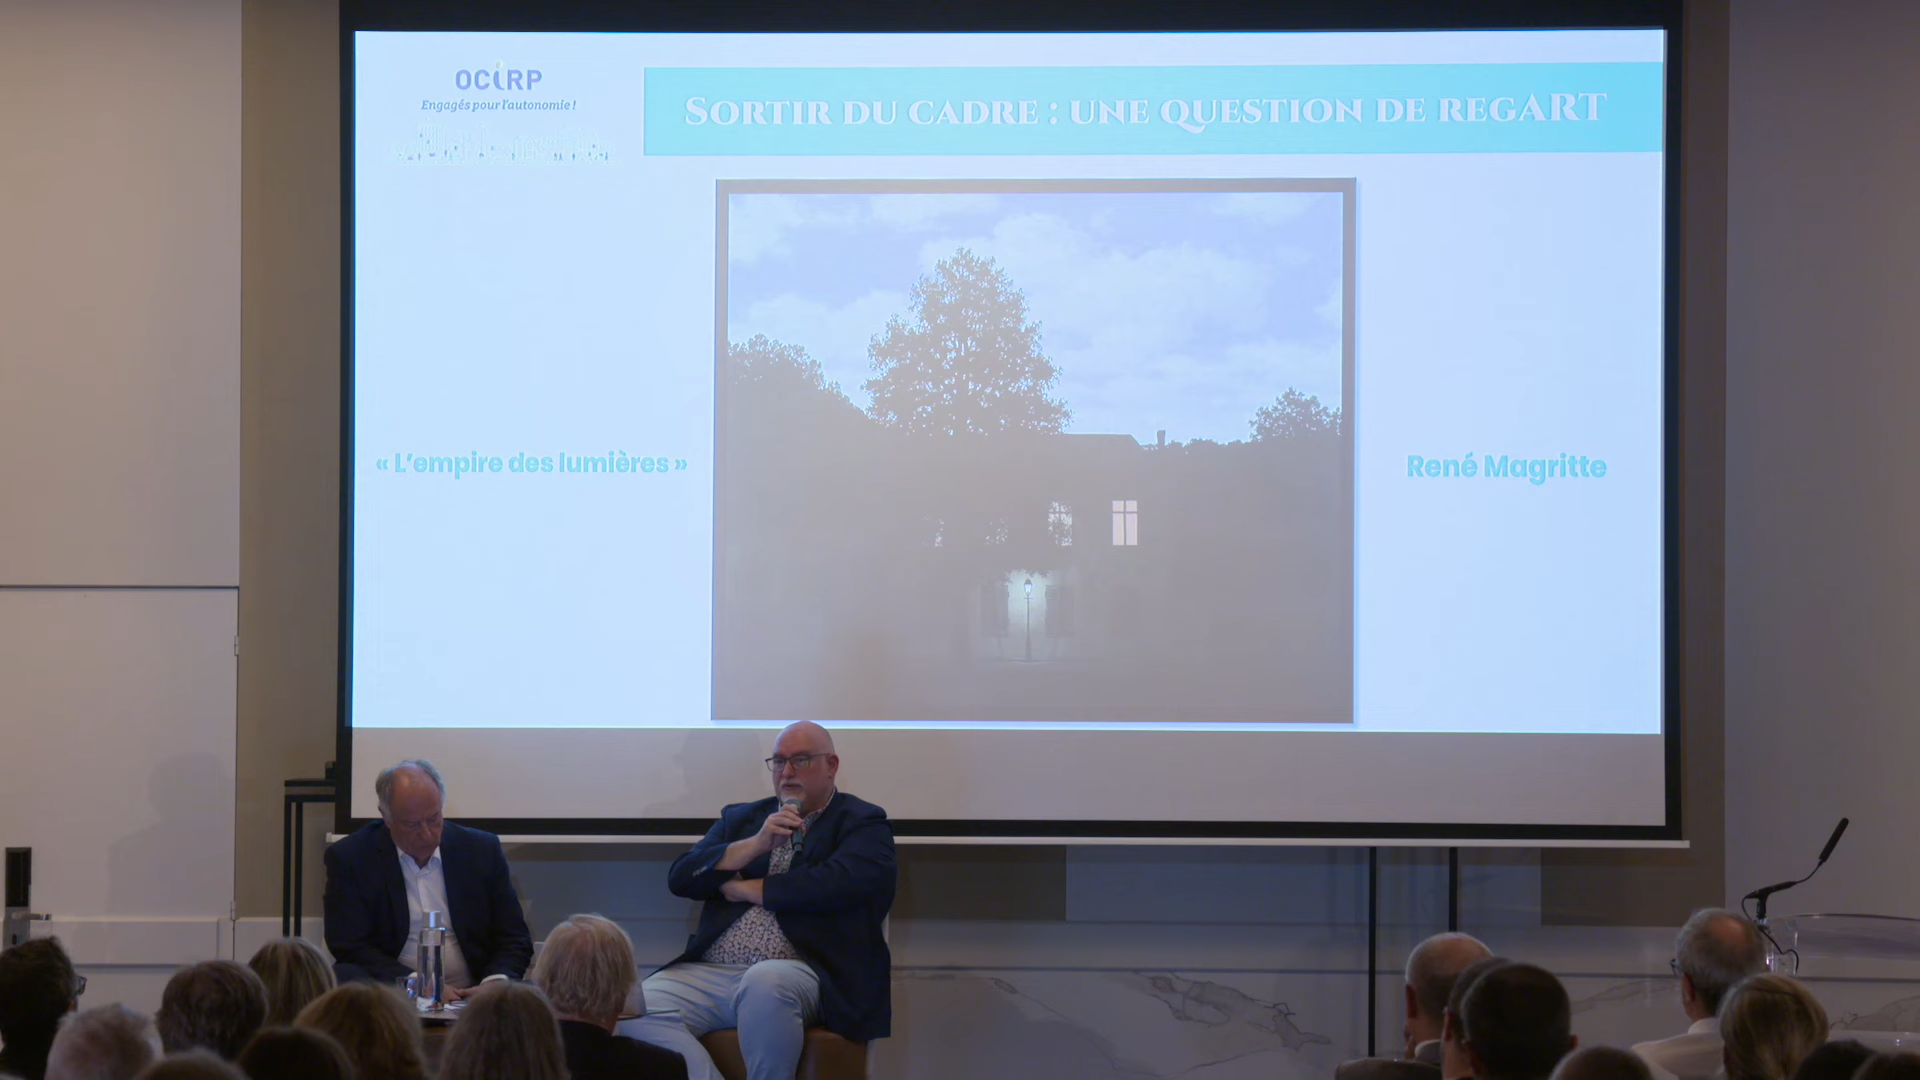 OCIRP
Engagés pour l'autonomie !
SORTIR DU CADRE : UNE QUESTION DE REGART
« L'empire des lumières »
René Magritte